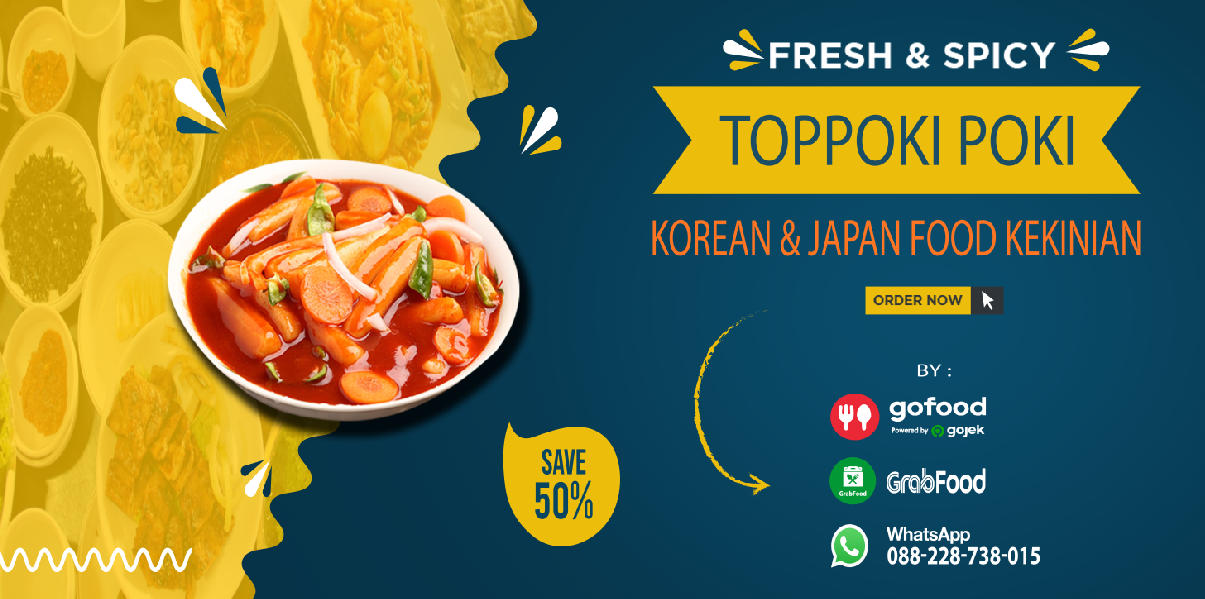 FRESH & SPICY
TOPPOKI POKI
KOREAN & JAPAN FOOD KEKINIAN
ORDER NOW
BY :
gofood
Powered by gojek
GrabFood
GrabFood
WhatsApp
088-228-738-015
SAVE
50%